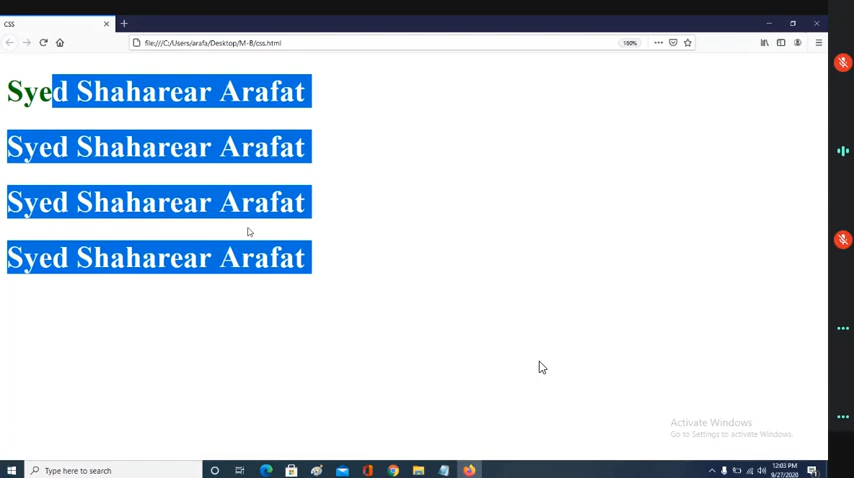 CSS
file:///C:/Users/arafa/Desktop/M-B/css.html
180%
Syed Shaharear Arafat
Syed Shaharear Arafat
Syed Shaharear Arafat
Syed Shaharear Arafat
Activate Windows
Go to Settings to activate Windows.
Type here to search
12:03 PM
9/27/2020